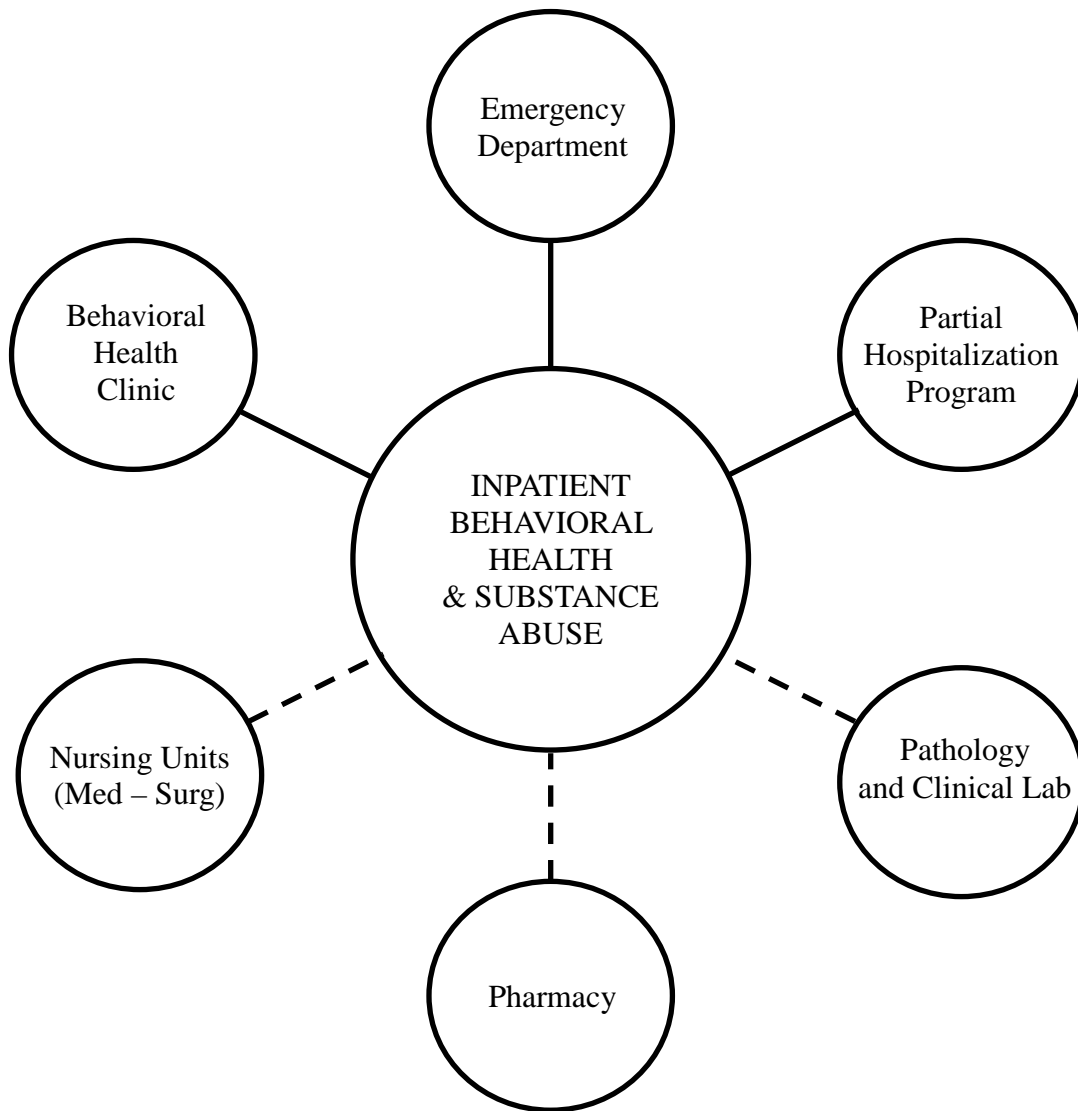 Emergency
Department
Behavioral
Health
Clinic
Partial
Hospitalization
Program
INPATIENT
BEHAVIORAL
HEALTH
& SUBSTANCE
ABUSE
Nursing Units
(Med – Surg)
Pathology
and Clinical Lab
Pharmacy